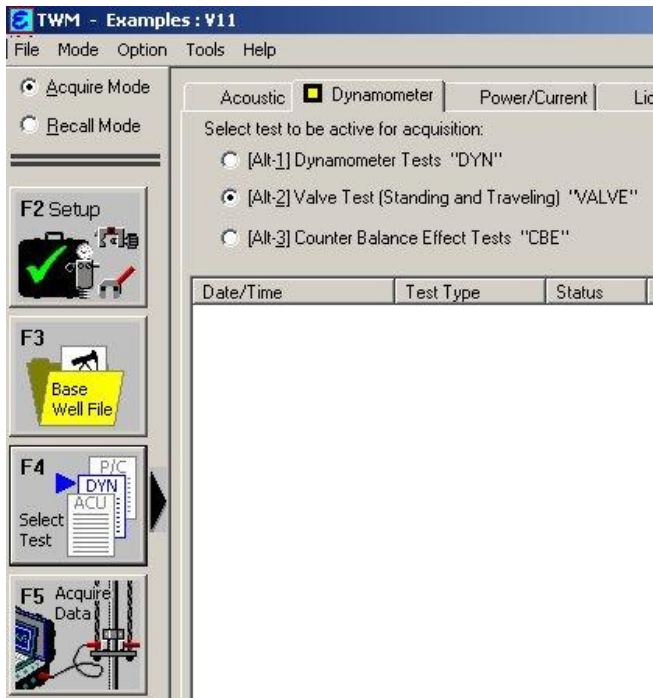 TWM - Examples : V11
File Mode Option Tools Help
Acquire Mode
Recall Mode
F2 Setup
F3
Base
Well File
F4
P/C
DYN
ACU
Select
Test
F5 Acquire
Data
Acoustic Dynamometer Power/Current
Select test to be active for acquisition:
[Alt-1] Dynamometer Tests "DYN"
[Alt-2] Valve Test (Standing and Traveling) "VALVE"
[Alt-3] Counter Balance Effect Tests "CBE"
Date/Time Test Type Status